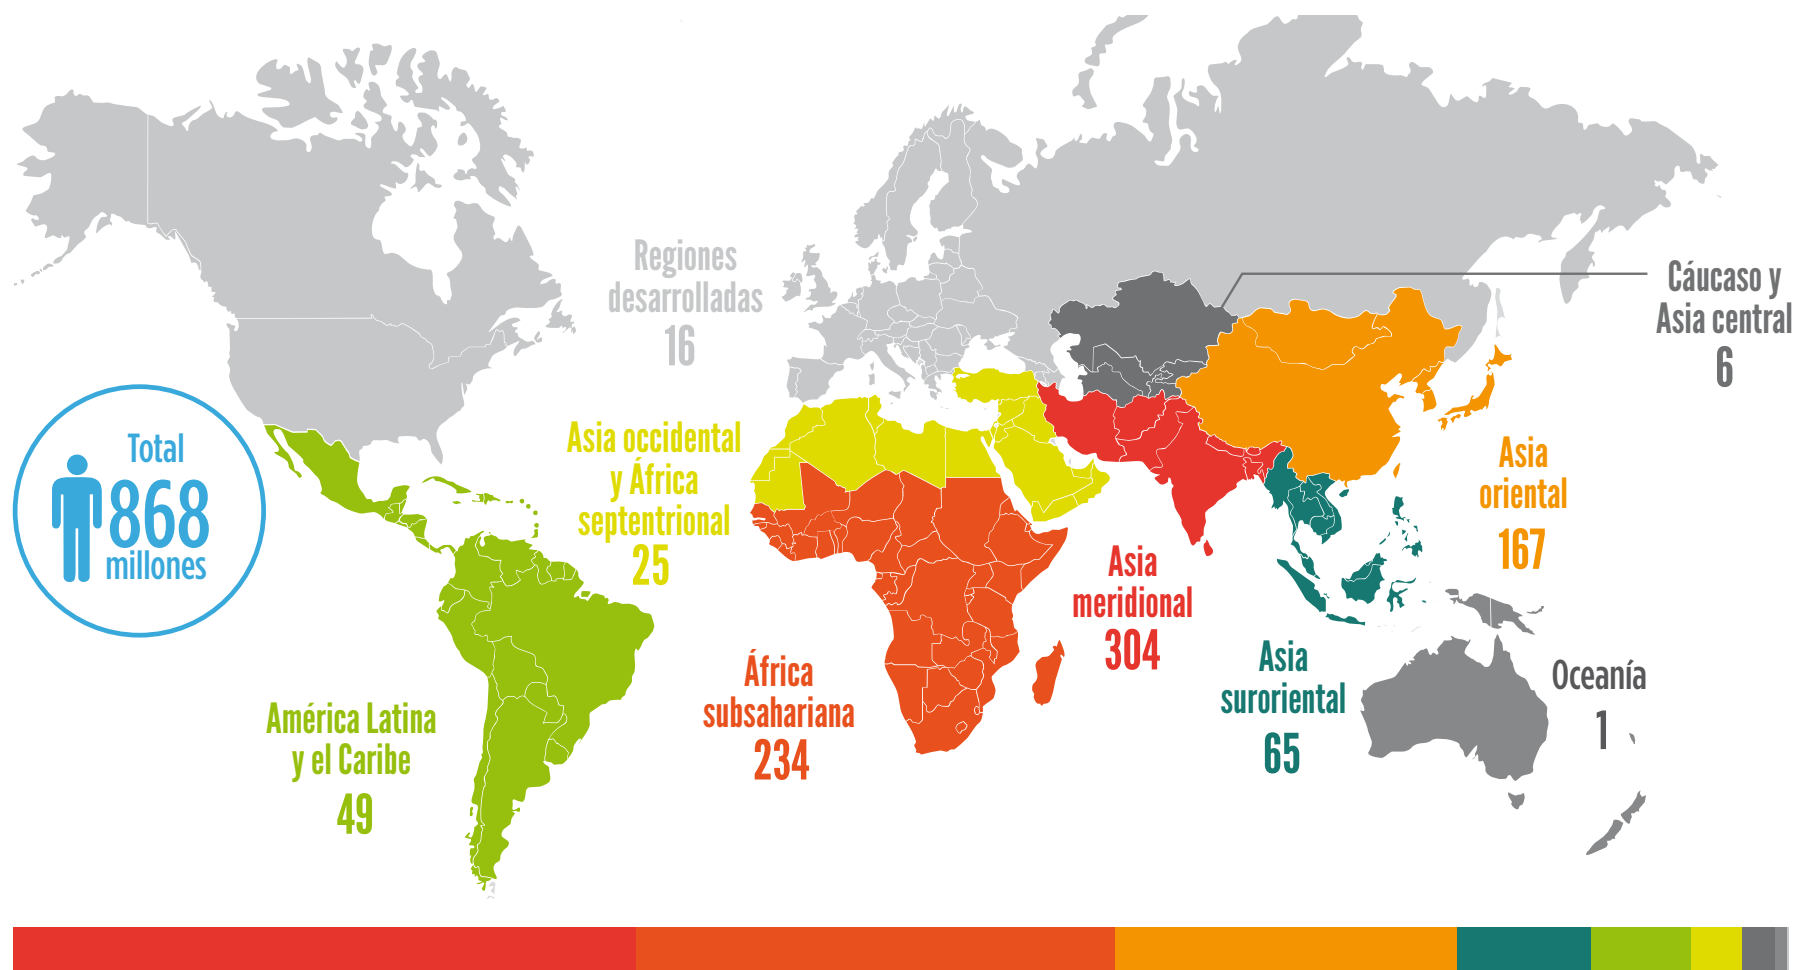 Regiones
desarrolladas
16
Cáucaso y
Asia central
6
Total
868
millones
Asia occidental
y África
septentrional
25
Asia
oriental
167
Asia
meridional
304
África
subsahariana
234
Asia
suroriental
65
Oceanía
1
América Latina
y el Caribe
49